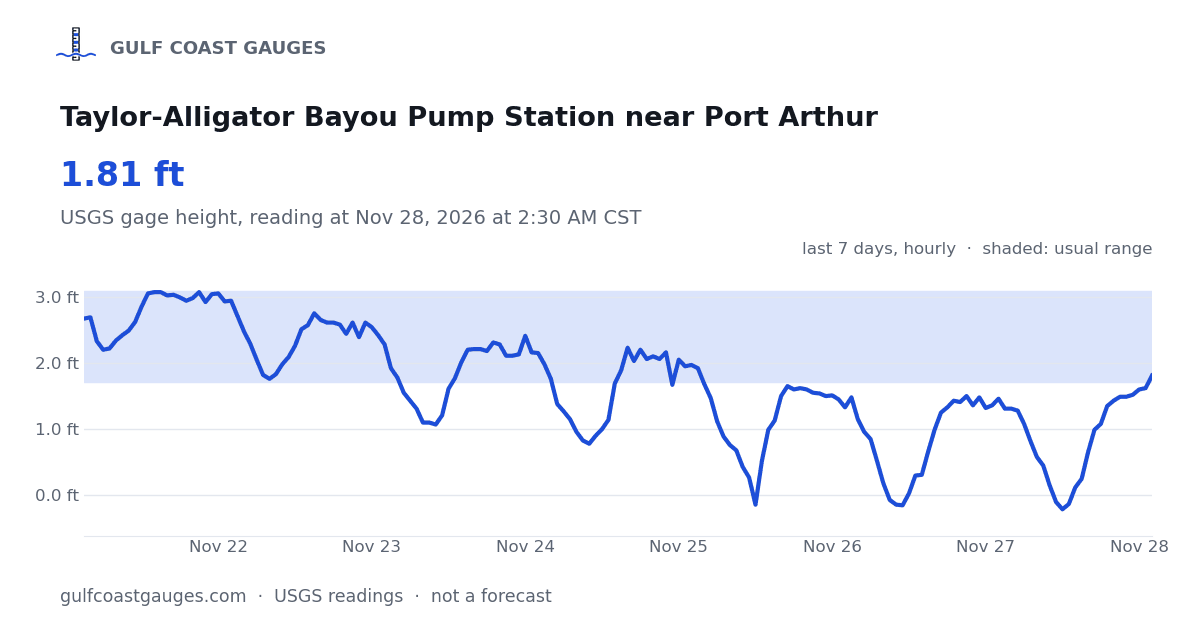 GULF COAST GAUGES
Taylor-Alligator Bayou Pump Station near Port Arthur
1.81 ft
USGS gage height, reading at Nov 28, 2026 at 2:30 AM CST
last 7 days, hourly · shaded: usual range
3.0 ft
2.0 ft
1.0 ft
0.0 ft
Nov 22 Nov 23 Nov 24 Nov 25 Nov 26 Nov 27 Nov 28
gulfcoastgauges.com · USGS readings · not a forecast